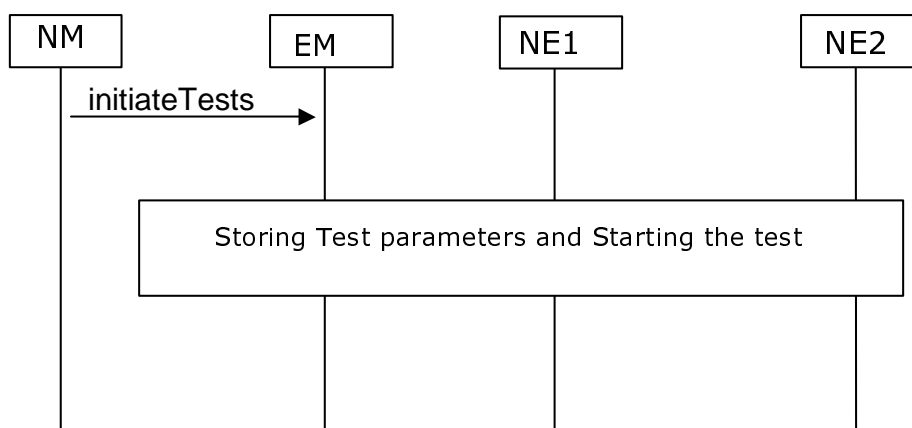 NM
EM
NE1
NE2
initiateTests
Storing Test parameters and Starting the test